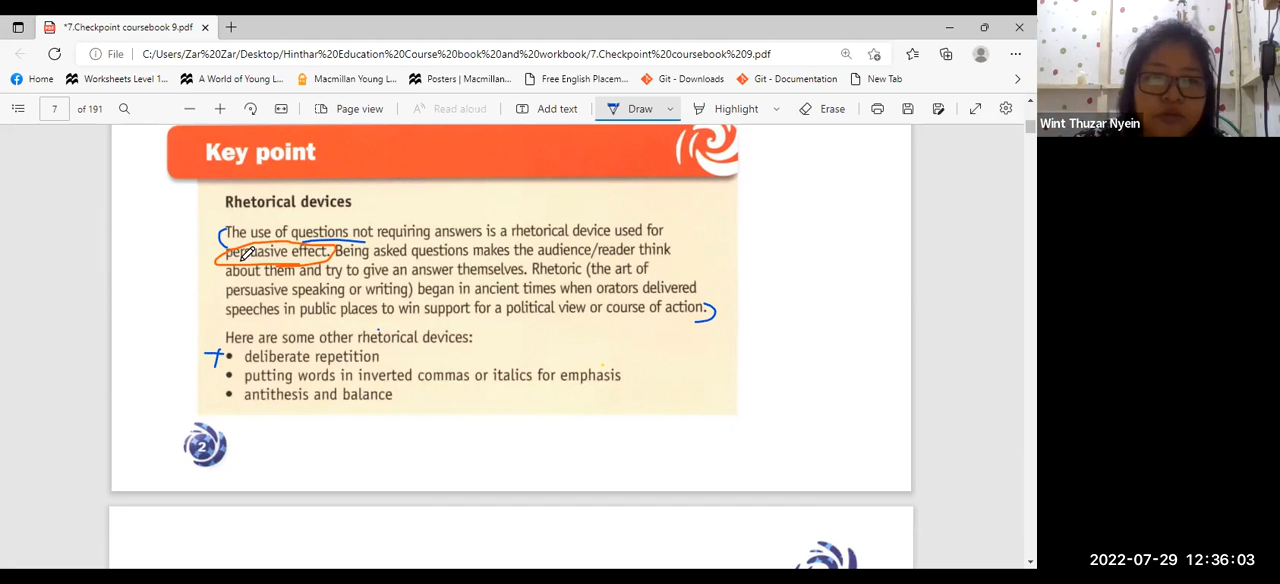 *7.Checkpoint coursebook 9.pdf
File C:/Users/Zar%20Zar/Desktop/Hinthar%20Education%20Course%20book%20and%20workbook/7.Checkpoint%20coursebook%209.pdf
Home Worksheets Level 1... A World of Young L... Macmillan Young L... Posters | Macmillan... Free English Placem... Git - Downloads Git - Documentation New Tab
7 of 191 Page view Read aloud Add text Draw Highlight Erase
Wint Thuzar Nyein
Key point
Rhetorical devices
The use of questions not requiring answers is a rhetorical device used for
persuasive effect. Being asked questions makes the audience/reader think
about them and try to give an answer themselves. Rhetoric (the art of
persuasive speaking or writing) began in ancient times when orators delivered
speeches in public places to win support for a political view or course of action.
Here are some other rhetorical devices:
• deliberate repetition
• putting words in inverted commas or italics for emphasis
• antithesis and balance
2
2022-07-29 12:36:03